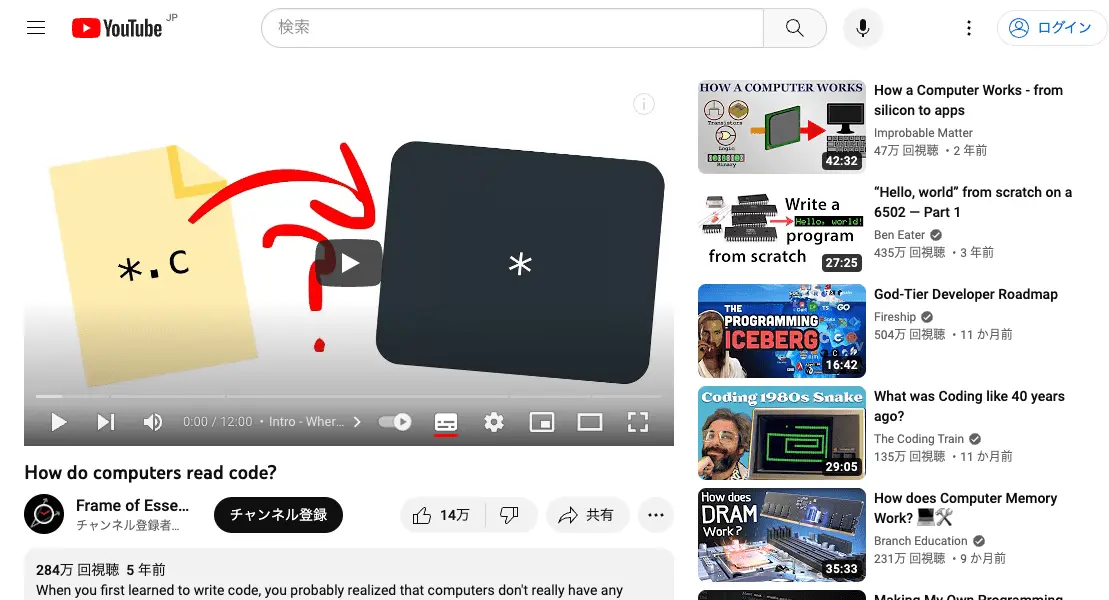 YouTube JP
検索
ログイン
*.c
*
0:00 / 12:00 • Intro - Wher...
How do computers read code?
Frame of Esse...
チャンネル登録者...
チャンネル登録
14万
共有
284万 回視聴 5 年前
When you first learned to write code, you probably realized that computers don't really have any
HOW A COMPUTER WORKS
Transistors
Logic
Binary
42:32
How a Computer Works - from
silicon to apps
Improbable Matter
47万 回視聴 • 2 年前
Write a
Hello, world!
program
from scratch
27:25
“Hello, world” from scratch on a
6502 — Part 1
Ben Eater
435万 回視聴 • 3 年前
THE
PROGRAMMING
ICEBERG
TS
GO
16:42
God-Tier Developer Roadmap
Fireship
504万 回視聴 • 11 か月前
Coding 1980s Snake
29:05
What was Coding like 40 years
ago?
The Coding Train
135万 回視聴 • 11 か月前
How does
DRAM
Work?
35:33
How does Computer Memory
Work? 💻🛠
Branch Education
231万 回視聴 • 9 か月前
Making My Own Programming